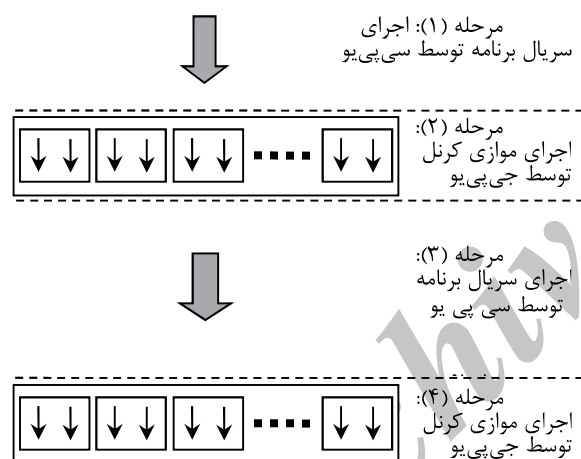 مرحله (۱): اجرای
سریال برنامه توسط سی‌پی‌یو
مرحله (۲):
اجرای موازی کرنل
توسط جی‌پی‌یو
مرحله (۳):
اجرای سریال برنامه
توسط سی پی یو
مرحله (۴):
اجرای موازی کرنل
توسط جی‌پی‌یو